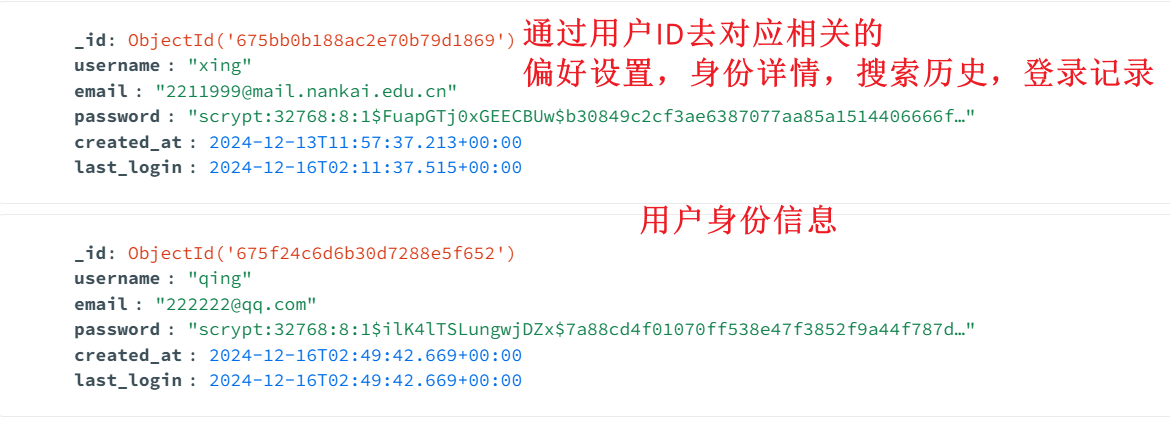 _id: ObjectId('675bb0b188ac2e70b79d1869')
通过用户ID去对应相关的
偏好设置，身份详情，搜索历史，登录记录
username : "xing"
email : "2211999@mail.nankai.edu.cn"
password : "scrypt:32768:8:1$FuapGTj0xGEECBUw$b30849c2cf3ae6387077aa85a1514406666f…"
created_at : 2024-12-13T11:57:37.213+00:00
last_login : 2024-12-16T02:11:37.515+00:00
用户身份信息
_id: ObjectId('675f24c6d6b30d7288e5f652')
username : "qing"
email : "222222@qq.com"
password : "scrypt:32768:8:1$ilK4lTSLungwjDZx$7a88cd4f01070ff538e47f3852f9a44f787d…"
created_at : 2024-12-16T02:49:42.669+00:00
last_login : 2024-12-16T02:49:42.669+00:00